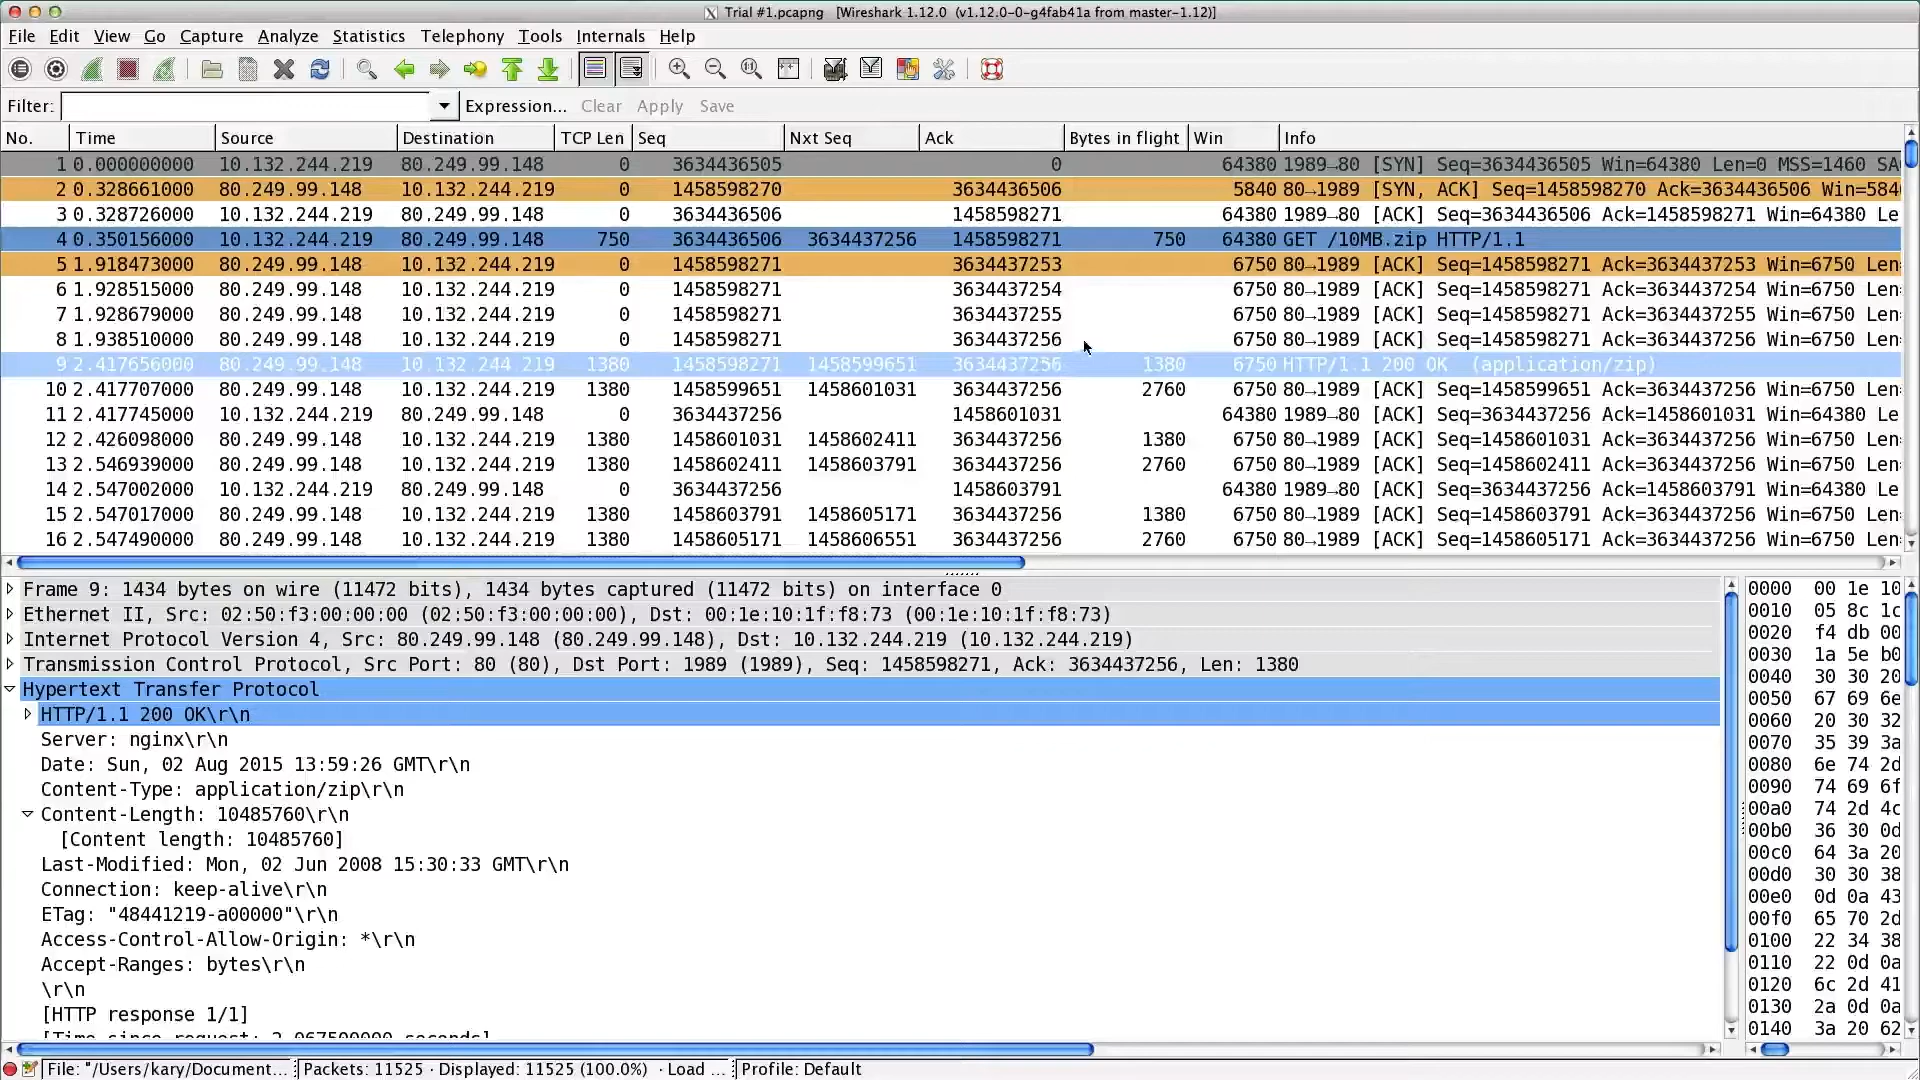 Trial #1.pcapng [Wireshark 1.12.0 (v1.12.0-0-g4fab41a from master-1.12)]
File Edit View Go Capture Analyze Statistics Telephony Tools Internals Help
Filter: Expression... Clear Apply Save
No. Time Source Destination TCP Len Seq Nxt Seq Ack Bytes in flight Win Info
1 0.000000000 10.132.244.219 80.249.99.148 0 3634436505 0 64380 1989→80 [SYN] Seq=3634436505 Win=64380 Len=0 MSS=1460 SA
2 0.328661000 80.249.99.148 10.132.244.219 0 1458598270 3634436506 5840 80→1989 [SYN, ACK] Seq=1458598270 Ack=3634436506 Win=584
3 0.328726000 10.132.244.219 80.249.99.148 0 3634436506 1458598271 64380 1989→80 [ACK] Seq=3634436506 Ack=1458598271 Win=64380 Le
4 0.350156000 10.132.244.219 80.249.99.148 750 3634436506 3634437256 1458598271 750 64380 GET /10MB.zip HTTP/1.1
5 1.918473000 80.249.99.148 10.132.244.219 0 1458598271 3634437253 6750 80→1989 [ACK] Seq=1458598271 Ack=3634437253 Win=6750 Len
6 1.928515000 80.249.99.148 10.132.244.219 0 1458598271 3634437254 6750 80→1989 [ACK] Seq=1458598271 Ack=3634437254 Win=6750 Len
7 1.928679000 80.249.99.148 10.132.244.219 0 1458598271 3634437255 6750 80→1989 [ACK] Seq=1458598271 Ack=3634437255 Win=6750 Len
8 1.938510000 80.249.99.148 10.132.244.219 0 1458598271 3634437256 6750 80→1989 [ACK] Seq=1458598271 Ack=3634437256 Win=6750 Len
9 2.417656000 80.249.99.148 10.132.244.219 1380 1458598271 1458599651 3634437256 1380 6750 HTTP/1.1 200 OK (application/zip)
10 2.417707000 80.249.99.148 10.132.244.219 1380 1458599651 1458601031 3634437256 2760 6750 80→1989 [ACK] Seq=1458599651 Ack=3634437256 Win=6750 Len
11 2.417745000 10.132.244.219 80.249.99.148 0 3634437256 1458601031 64380 1989→80 [ACK] Seq=3634437256 Ack=1458601031 Win=64380 Le
12 2.426098000 80.249.99.148 10.132.244.219 1380 1458601031 1458602411 3634437256 1380 6750 80→1989 [ACK] Seq=1458601031 Ack=3634437256 Win=6750 Len
13 2.546939000 80.249.99.148 10.132.244.219 1380 1458602411 1458603791 3634437256 2760 6750 80→1989 [ACK] Seq=1458602411 Ack=3634437256 Win=6750 Len
14 2.547002000 10.132.244.219 80.249.99.148 0 3634437256 1458603791 64380 1989→80 [ACK] Seq=3634437256 Ack=1458603791 Win=64380 Le
15 2.547017000 80.249.99.148 10.132.244.219 1380 1458603791 1458605171 3634437256 1380 6750 80→1989 [ACK] Seq=1458603791 Ack=3634437256 Win=6750 Len
16 2.547490000 80.249.99.148 10.132.244.219 1380 1458605171 1458606551 3634437256 2760 6750 80→1989 [ACK] Seq=1458605171 Ack=3634437256 Win=6750 Len
Frame 9: 1434 bytes on wire (11472 bits), 1434 bytes captured (11472 bits) on interface 0
Ethernet II, Src: 02:50:f3:00:00:00 (02:50:f3:00:00:00), Dst: 00:1e:10:1f:f8:73 (00:1e:10:1f:f8:73)
Internet Protocol Version 4, Src: 80.249.99.148 (80.249.99.148), Dst: 10.132.244.219 (10.132.244.219)
Transmission Control Protocol, Src Port: 80 (80), Dst Port: 1989 (1989), Seq: 1458598271, Ack: 3634437256, Len: 1380
Hypertext Transfer Protocol
HTTP/1.1 200 OK\r\n
Server: nginx\r\n
Date: Sun, 02 Aug 2015 13:59:26 GMT\r\n
Content-Type: application/zip\r\n
Content-Length: 10485760\r\n
[Content length: 10485760]
Last-Modified: Mon, 02 Jun 2008 15:30:33 GMT\r\n
Connection: keep-alive\r\n
ETag: "48441219-a00000"\r\n
Access-Control-Allow-Origin: *\r\n
Accept-Ranges: bytes\r\n
\r\n
[HTTP response 1/1]
[Time since request: 2.067500000 seconds]
0000 00 1e 10
0010 05 8c 1c
0020 f4 db 00
0030 1a 5e b0
0040 30 30 20
0050 67 69 6e
0060 20 30 32
0070 35 39 3a
0080 6e 74 2d
0090 74 69 6f
00a0 74 2d 4c
00b0 36 30 0d
00c0 64 3a 20
00d0 30 30 38
00e0 0d 0a 43
00f0 65 70 2d
0100 22 34 38
0110 22 0d 0a
0120 6c 2d 41
0130 2a 0d 0a
0140 3a 20 62
File: "/Users/kary/Document... Packets: 11525 · Displayed: 11525 (100.0%) · Load ... Profile: Default